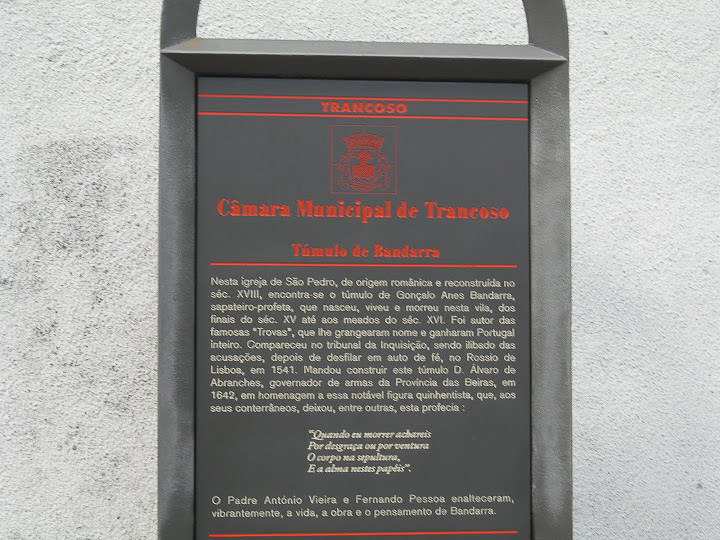 TRANCOSO
Câmara Municipal de Trancoso
Túmulo de Bandarra
Nesta igreja de São Pedro, de origem românica e reconstruida no
séc. XVIII, encontra-se o túmulo de Gonçalo Anes Bandarra,
sapateiro-profeta, que nasceu, viveu e morreu nesta vila, dos
finais do séc. XV até aos meados do séc. XVI. Foi autor das
famosas "Trovas", que lhe grangearam nome e ganharam Portugal
inteiro. Compareceu no tribunal da Inquisição, sendo ilibado das
acusações, depois de desfilar em auto de fé, no Rossio de
Lisboa, em 1541. Mandou construir este túmulo D. Álvaro de
Abranches, governador de armas da Província das Beiras, em
1642, em homenagem a essa notável figura quinhentista, que, aos
seus conterrâneos, deixou, entre outras, esta profecia :
"Quando eu morrer achareis
Por desgraça ou por ventura
O corpo na sepultura,
E a alma nestes papéis".
O Padre António Vieira e Fernando Pessoa enalteceram,
vibrantemente, a vida, a obra e o pensamento de Bandarra.